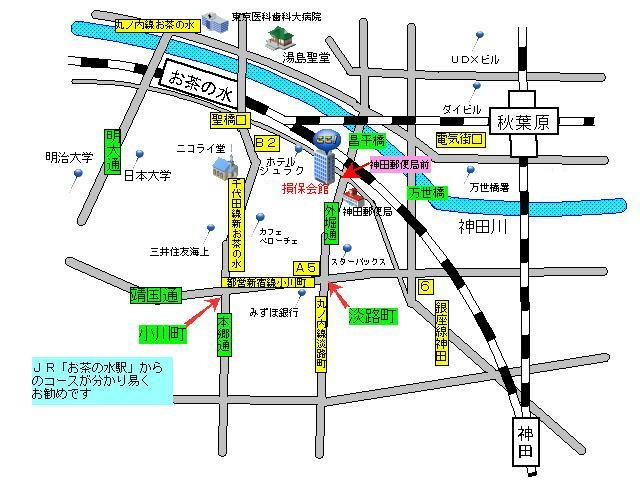 丸ノ内線お茶の水
東京医科歯科大病院
湯島聖堂
UDXビル
お茶の水
ダイビル
秋葉原
聖橋口
明大通
B2
昌平橋
電気街口
ニコライ堂
ホテル
ジュラク
神田郵便局前
明治大学
日本大学
損保会館
万世橋
万世橋署
千代田線新お茶の水
神田郵便局
外堀通
神田川
カフェ
ベローチェ
三井住友海上
スターバックス
A5
都営新宿線小川町
靖国通
6
みずほ銀行
淡路町
小川町
本郷通
丸ノ内線淡路町
銀座線神田
JR「お茶の水駅」から
のコースが分かり易く
お勧めです
神田